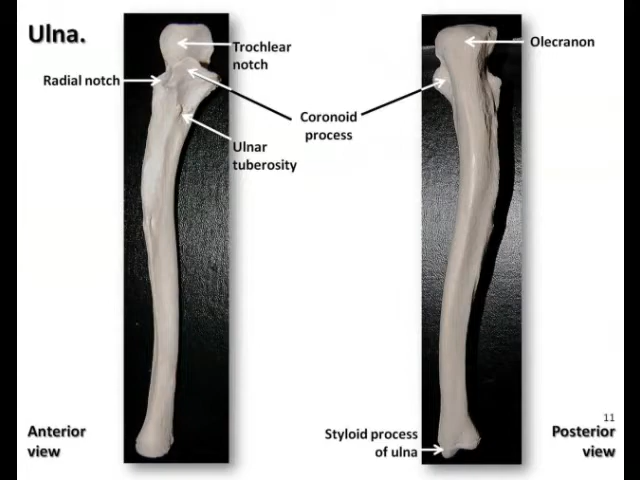 Ulna.
Trochlear
notch
Radial notch
Coronoid
process
Ulnar
tuberosity
Olecranon
Anterior
view
Styloid process
of ulna
11
Posterior
view